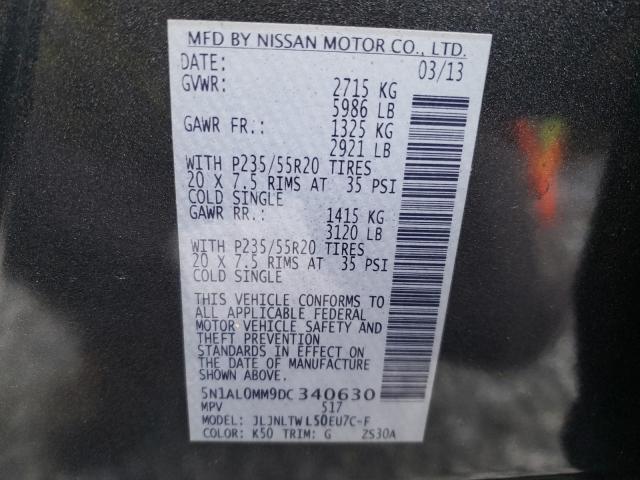 MFD BY NISSAN MOTOR CO., LTD.
DATE: 03/13
GVWR: 2715 KG
5986 LB
GAWR FR.: 1325 KG
2921 LB
WITH P235/55R20 TIRES
20 X 7.5 RIMS AT 35 PSI
COLD SINGLE
GAWR RR.: 1415 KG
3120 LB
WITH P235/55R20 TIRES
20 X 7.5 RIMS AT 35 PSI
COLD SINGLE
THIS VEHICLE CONFORMS TO
ALL APPLICABLE FEDERAL
MOTOR VEHICLE SAFETY AND
THEFT PREVENTION
STANDARDS IN EFFECT ON
THE DATE OF MANUFACTURE
SHOWN ABOVE.
5N1AL0MM9DC340630
MPV 517
MODEL: JLJNLTWL50EU7C-F
COLOR: K50 TRIM: G ZS30A